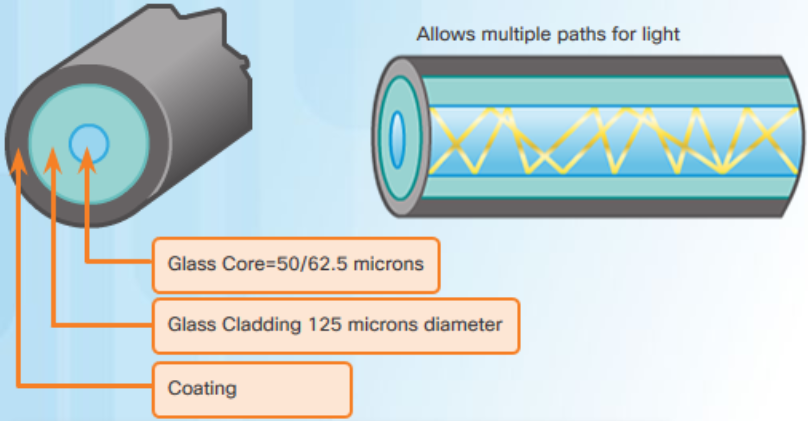 Allows multiple paths for light
Glass Core=50/62.5 microns
Glass Cladding 125 microns diameter
Coating